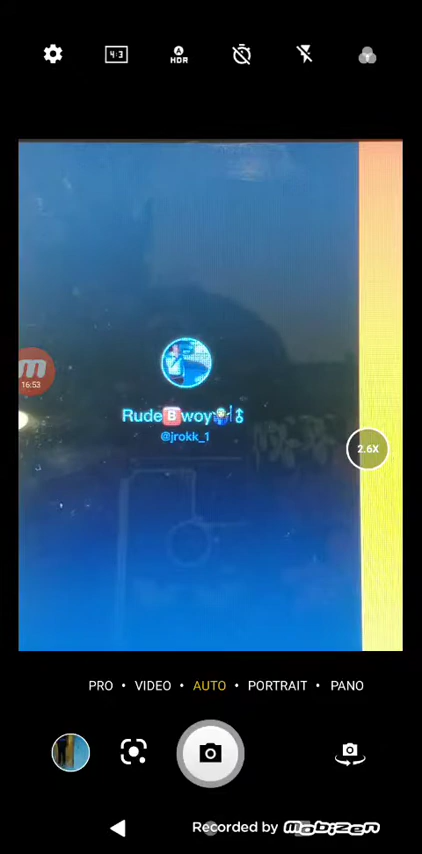 4:3
A
HDR
16:53
Rude🅱woy
@jrokk_1
2.6X
PRO • VIDEO • AUTO • PORTRAIT • PANO
Recorded by Mobizen